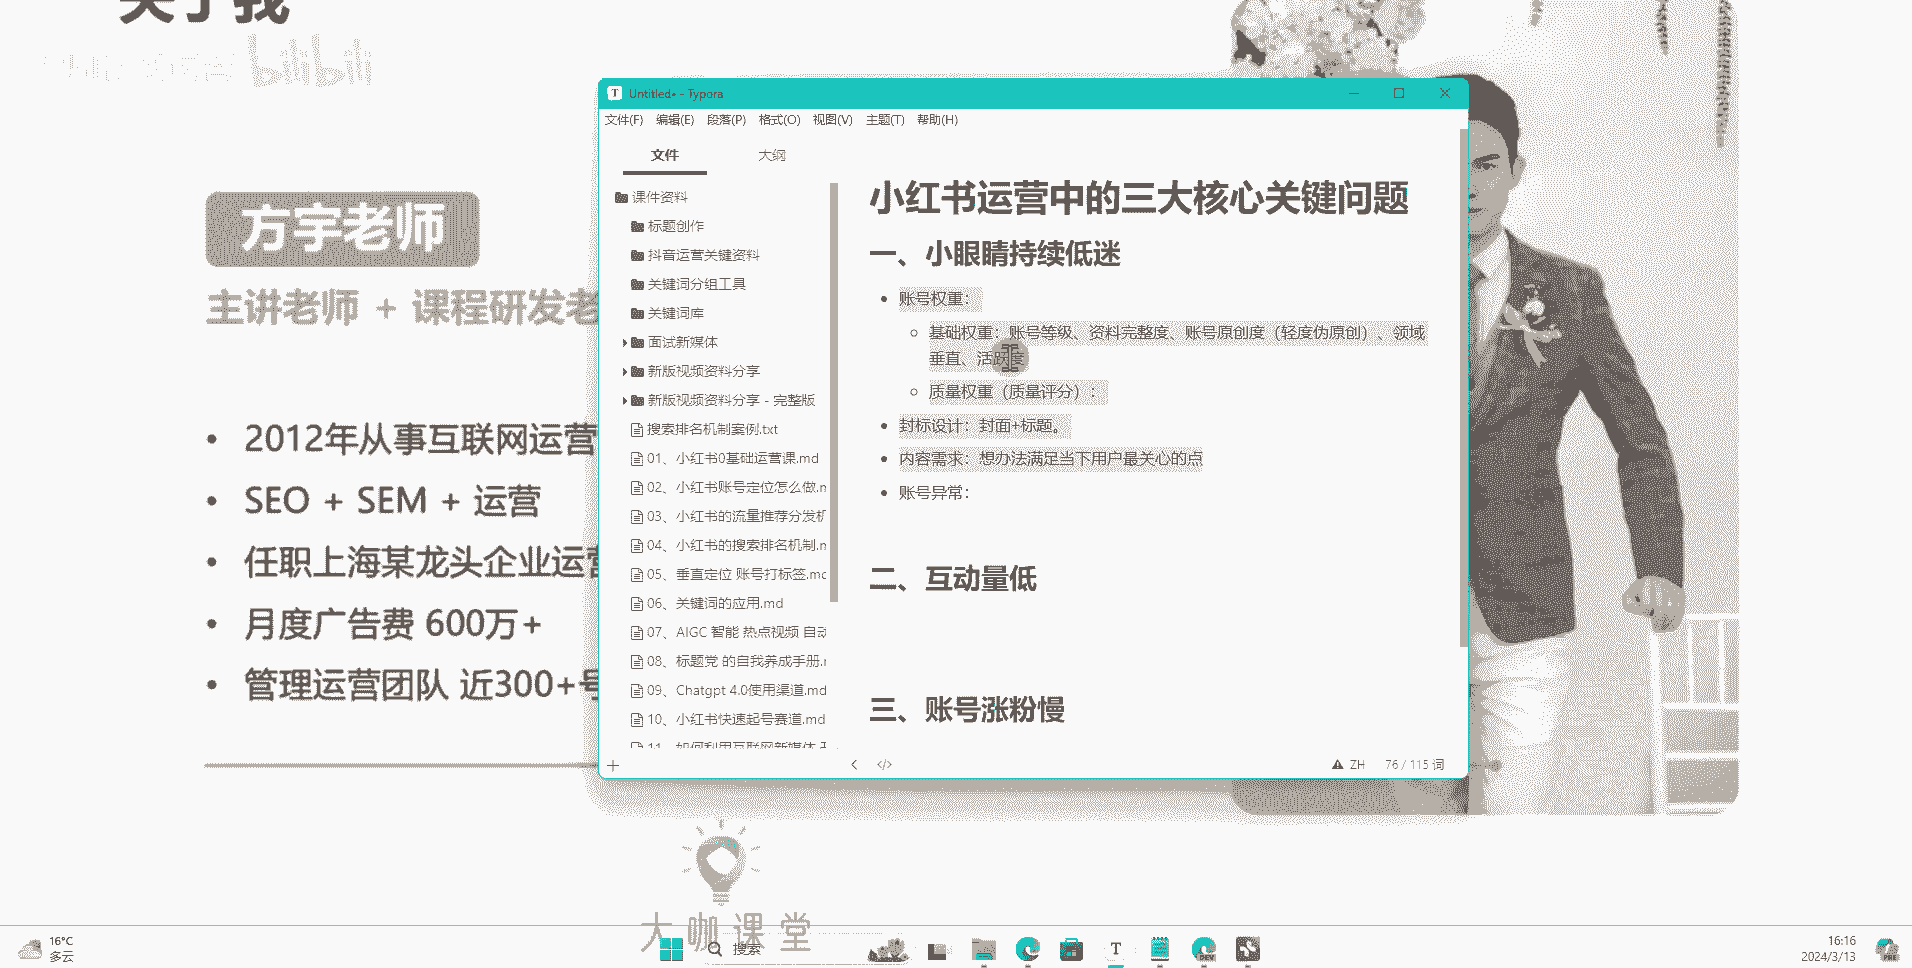 关于我
bilibili
方宇老师
主讲老师 + 课程研发老
2012年从事互联网运营
SEO + SEM + 运营
任职上海某龙头企业运营
月度广告费 600万+
管理运营团队 近300+号
Untitled• - Typora
文件(F) 编辑(E) 段落(P) 格式(O) 视图(V) 主题(T) 帮助(H)
文件 大纲
课件资料
标题创作
抖音运营关键资料
关键词分组工具
关键词库
面试新媒体
新版视频资料分享
新版视频资料分享 - 完整版
搜索排名机制案例.txt
01、小红书0基础运营课.md
02、小红书账号定位怎么做.m
03、小红书的流量推荐分发机
04、小红书的搜索排名机制.m
05、垂直定位 账号打标签.md
06、关键词的应用.md
07、AIGC 智能 热点视频 自动
08、标题党 的自我养成手册.m
09、Chatgpt 4.0使用渠道.md
10、小红书快速起号赛道.md
11、如何利用互联网新媒体
小红书运营中的三大核心关键问题
一、小眼睛持续低迷
账号权重：
基础权重：账号等级、资料完整度、账号原创度（轻度伪原创）、领域
垂直、活跃度
质量权重（质量评分）：
封标设计：封面+标题。
内容需求：想办法满足当下用户最关心的点
账号异常：
二、互动量低
三、账号涨粉慢
ZH 76 / 115 词
大咖课堂
16°C
多云
搜索
16:16
2024/3/13